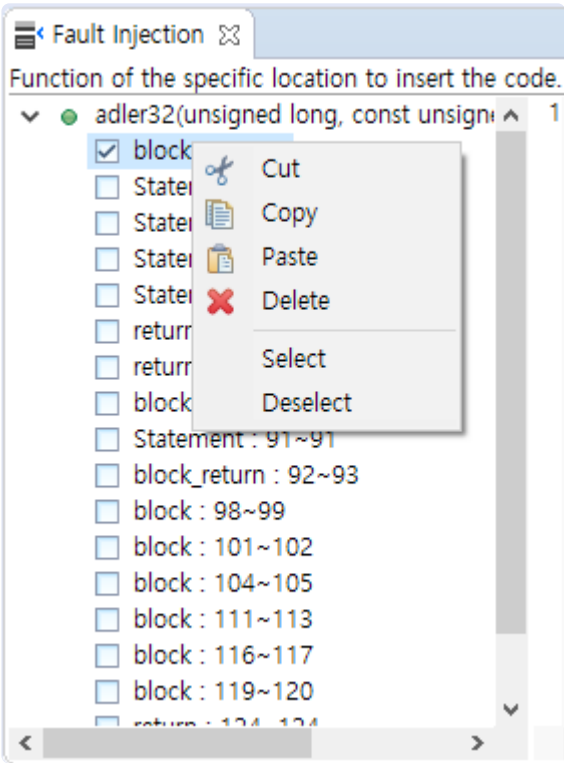 Fault Injection
Function of the specific location to insert the code.
adler32(unsigned long, const unsign
1
block
Cut
Copy
Paste
Delete
Select
Deselect
block
Statement : 91~91
block_return : 92~93
block : 98~99
block : 101~102
block : 104~105
block : 111~113
block : 116~117
block : 119~120